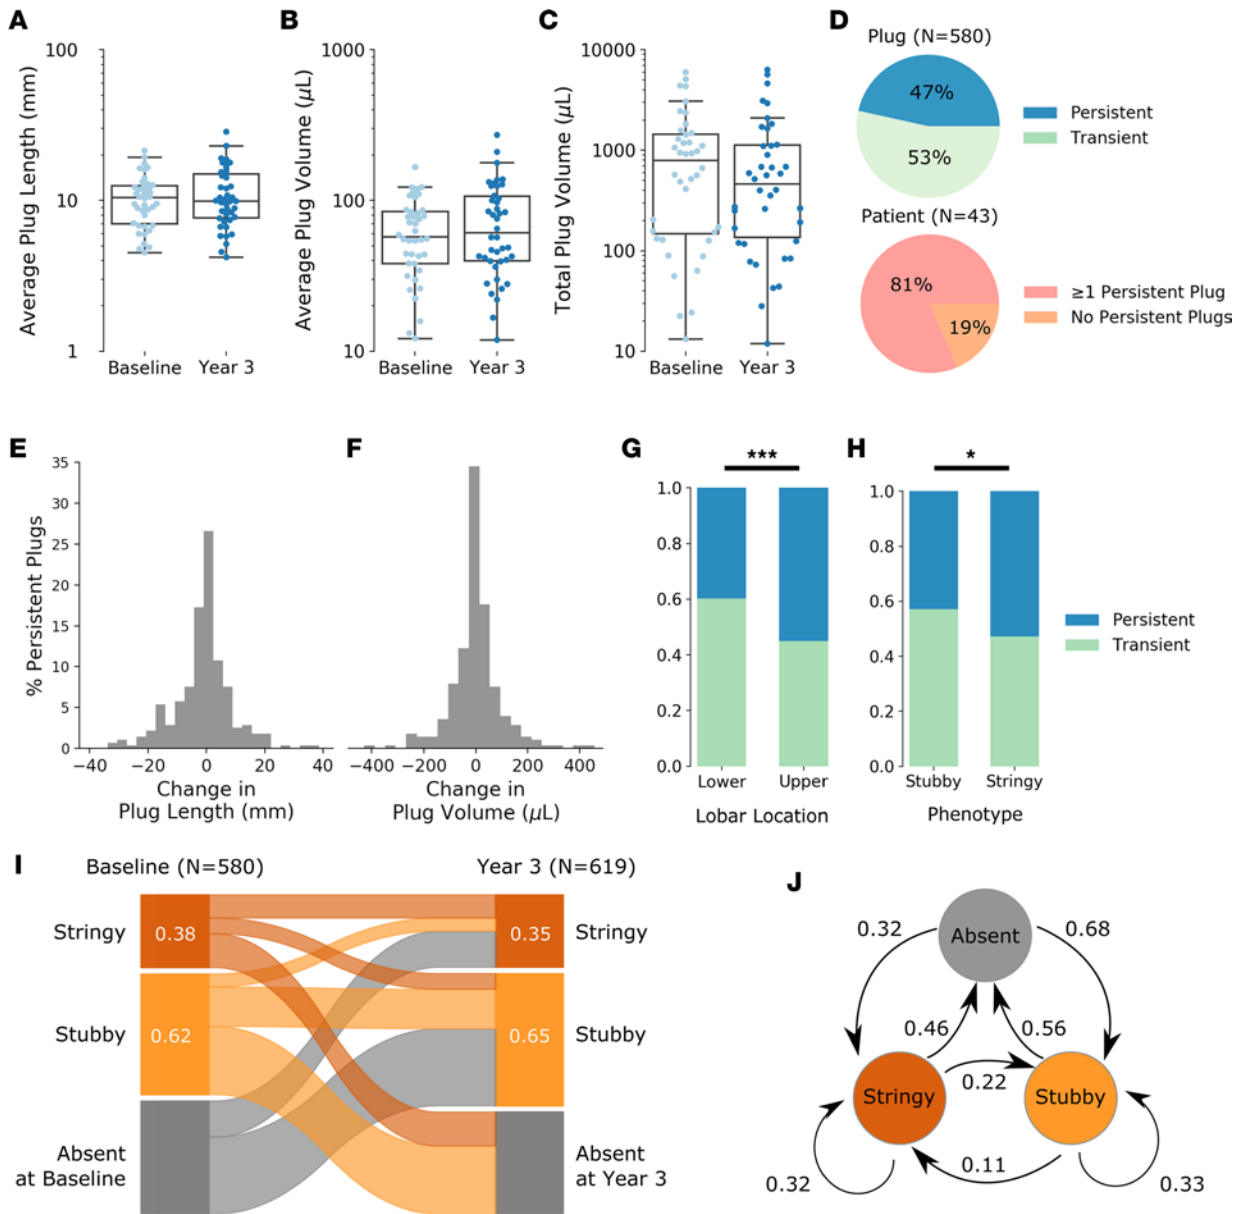 A
Average Plug Length (mm)
100
10
1
Baseline
Year 3
B
Average Plug Volume (μL)
1000
100
10
Baseline
Year 3
C
Total Plug Volume (μL)
10000
1000
100
10
Baseline
Year 3
D
Plug (N=580)
47%
53%
Persistent
Transient
Patient (N=43)
81%
19%
≥1 Persistent Plug
No Persistent Plugs
E
% Persistent Plugs
35
30
25
20
15
10
5
0
−40
−20
0
20
40
Change in
Plug Length (mm)
F
−400
−200
0
200
400
Change in
Plug Volume (μL)
G
***
1.0
0.8
0.6
0.4
0.2
0.0
Lower
Upper
Lobar Location
H
*
1.0
0.8
0.6
0.4
0.2
0.0
Stubby
Stringy
Phenotype
Persistent
Transient
I
Baseline (N=580)
Year 3 (N=619)
Stringy
0.38
0.35
Stringy
Stubby
0.62
0.65
Stubby
Absent
at Baseline
Absent
at Year 3
J
Absent
0.32
0.68
0.46
0.56
Stringy
0.22
Stubby
0.11
0.32
0.33